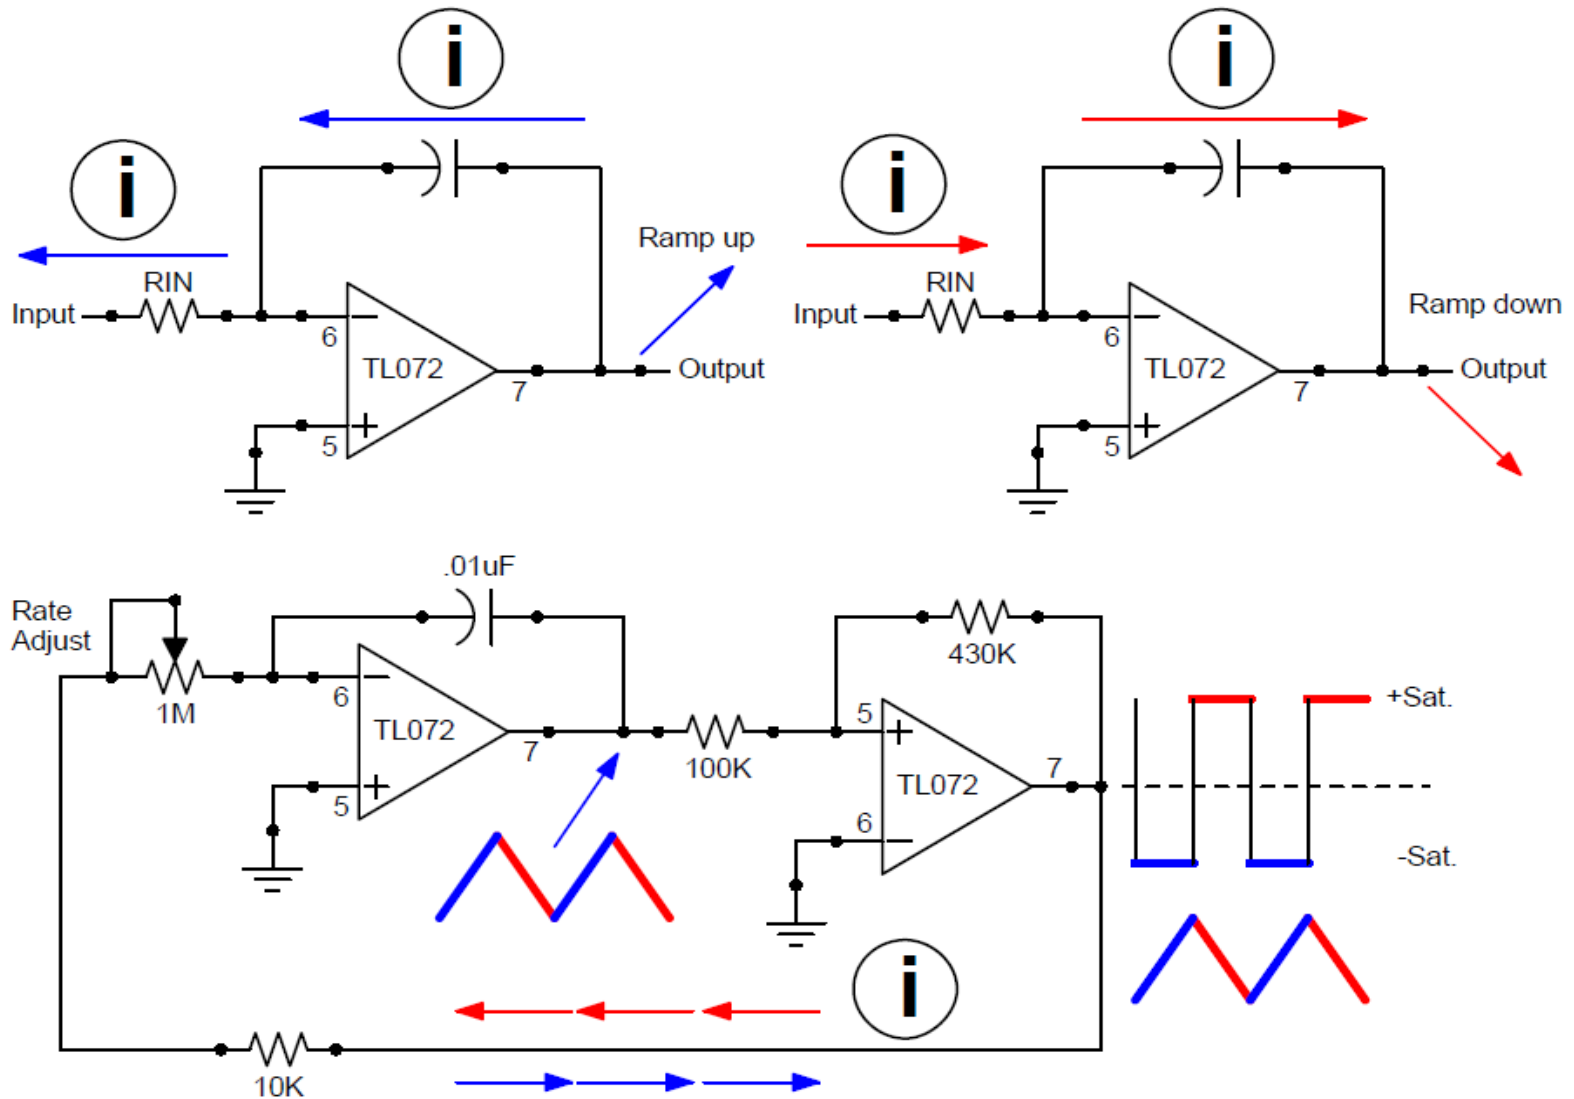 i
i
i
i
Ramp up
RIN
Input
6
TL072
7
Output
5
RIN
Input
6
TL072
7
Ramp down
Output
5
.01uF
Rate
Adjust
1M
6
TL072
7
5
100K
430K
5
TL072
7
6
+Sat.
-Sat.
i
10K